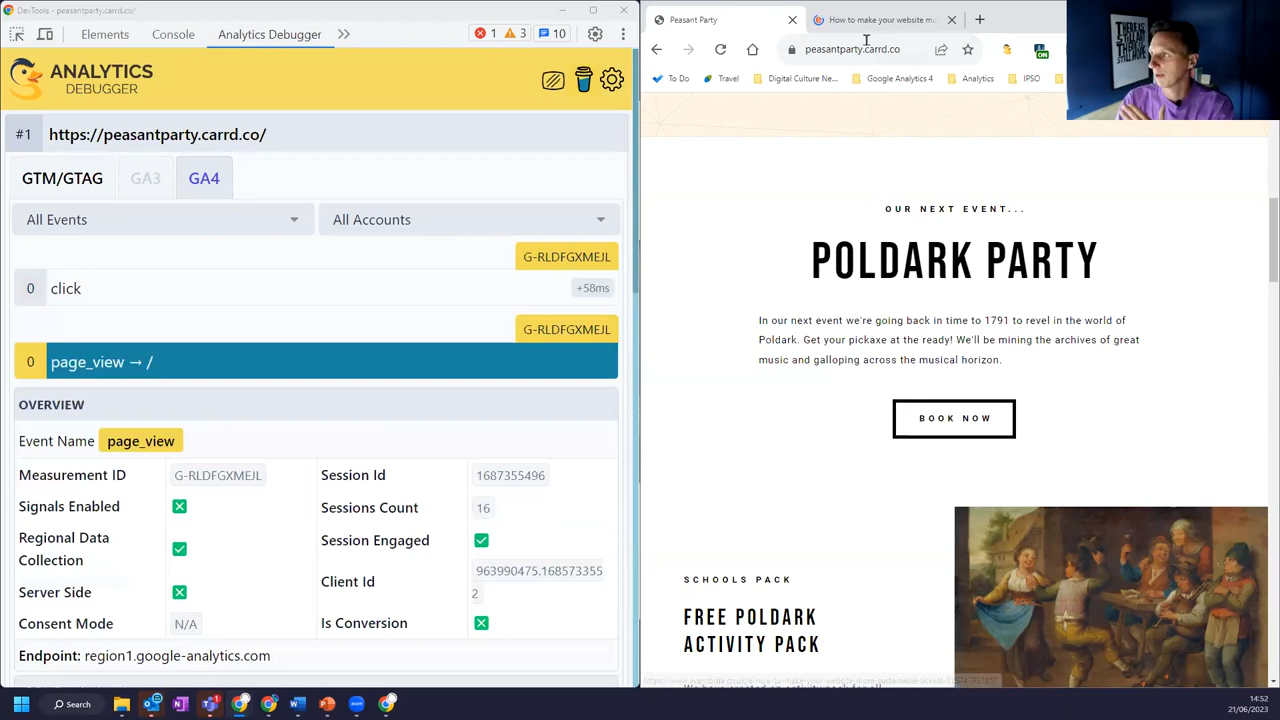 DevTools - peasantparty.carrd.co/
Elements
Console
Analytics Debugger
1
3
10
ANALYTICS
DEBUGGER
#1 https://peasantparty.carrd.co/
GTM/GTAG
GA3
GA4
All Events
All Accounts
G-RLDFGXMEJL
0 click
+58ms
G-RLDFGXMEJL
0 page_view → /
OVERVIEW
Event Name page_view
Measurement ID G-RLDFGXMEJL
Session Id 1687355496
Signals Enabled
Sessions Count 16
Regional Data
Collection
Session Engaged
Server Side
Client Id
963990475.168573355
2
Consent Mode N/A
Is Conversion
Endpoint: region1.google-analytics.com
Peasant Party
How to make your website m
peasantparty.carrd.co
ON
To Do
Travel
Digital Culture Ne...
Google Analytics 4
Analytics
IPSO
THERE IS
STILL
THAT
STILL
OUR NEXT EVENT...
POLDARK PARTY
In our next event we're going back in time to 1791 to revel in the world of
Poldark. Get your pickaxe at the ready! We'll be mining the archives of great
music and galloping across the musical horizon.
BOOK NOW
SCHOOLS PACK
FREE POLDARK
ACTIVITY PACK
Search
14:52
21/06/2023